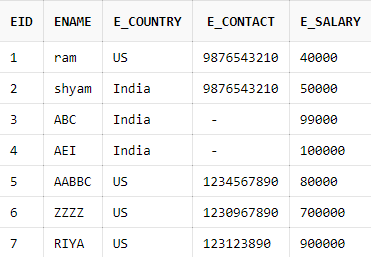 EID ENAME E_COUNTRY E_CONTACT E_SALARY
1 ram US 9876543210 40000
2 shyam India 9876543210 50000
3 ABC India - 99000
4 AEI India - 100000
5 AABBC US 1234567890 80000
6 ZZZZ US 1230967890 700000
7 RIYA US 123123890 900000